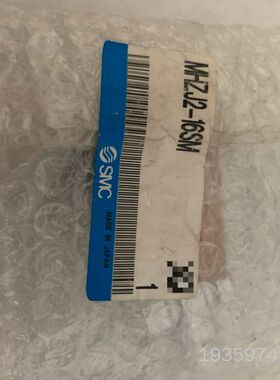 MHZJ2-16SM
SMC
MADE IN JAPAN
1
1935974